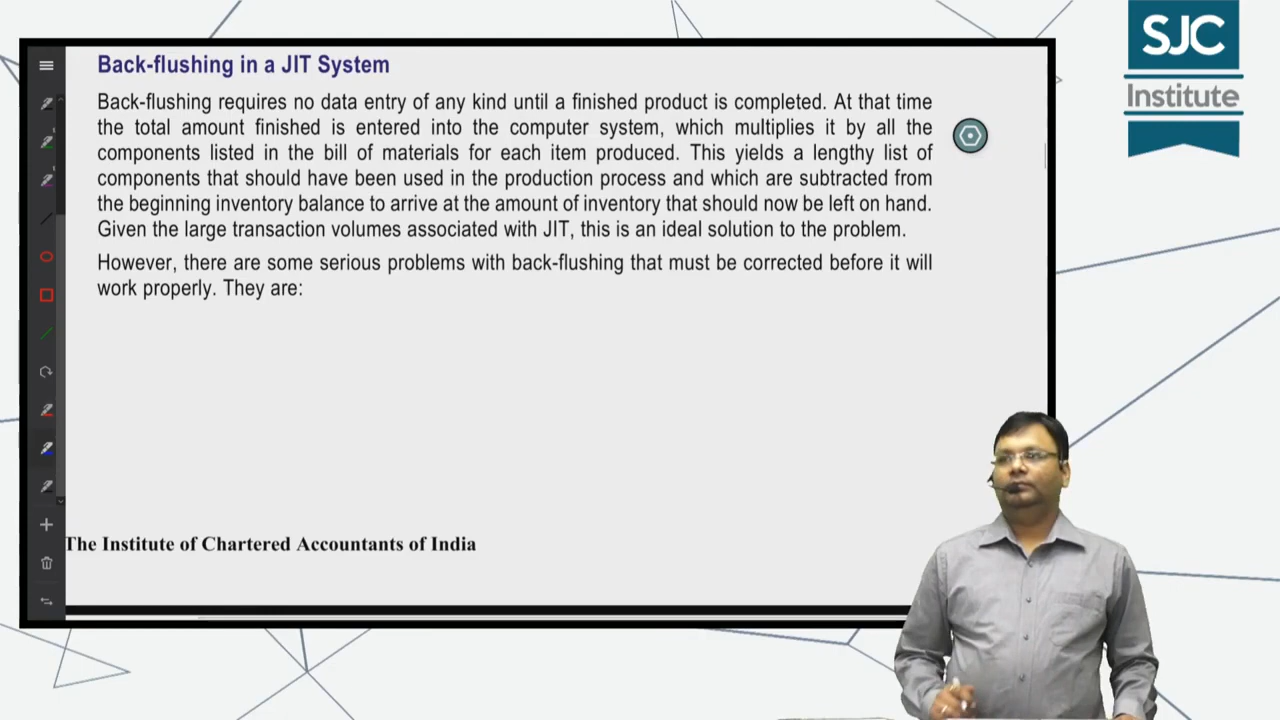 Back-flushing in a JIT System
Back-flushing requires no data entry of any kind until a finished product is completed. At that time
the total amount finished is entered into the computer system, which multiplies it by all the
components listed in the bill of materials for each item produced. This yields a lengthy list of
components that should have been used in the production process and which are subtracted from
the beginning inventory balance to arrive at the amount of inventory that should now be left on hand.
Given the large transaction volumes associated with JIT, this is an ideal solution to the problem.
However, there are some serious problems with back-flushing that must be corrected before it will
work properly. They are:
The Institute of Chartered Accountants of India
SJC
Institute